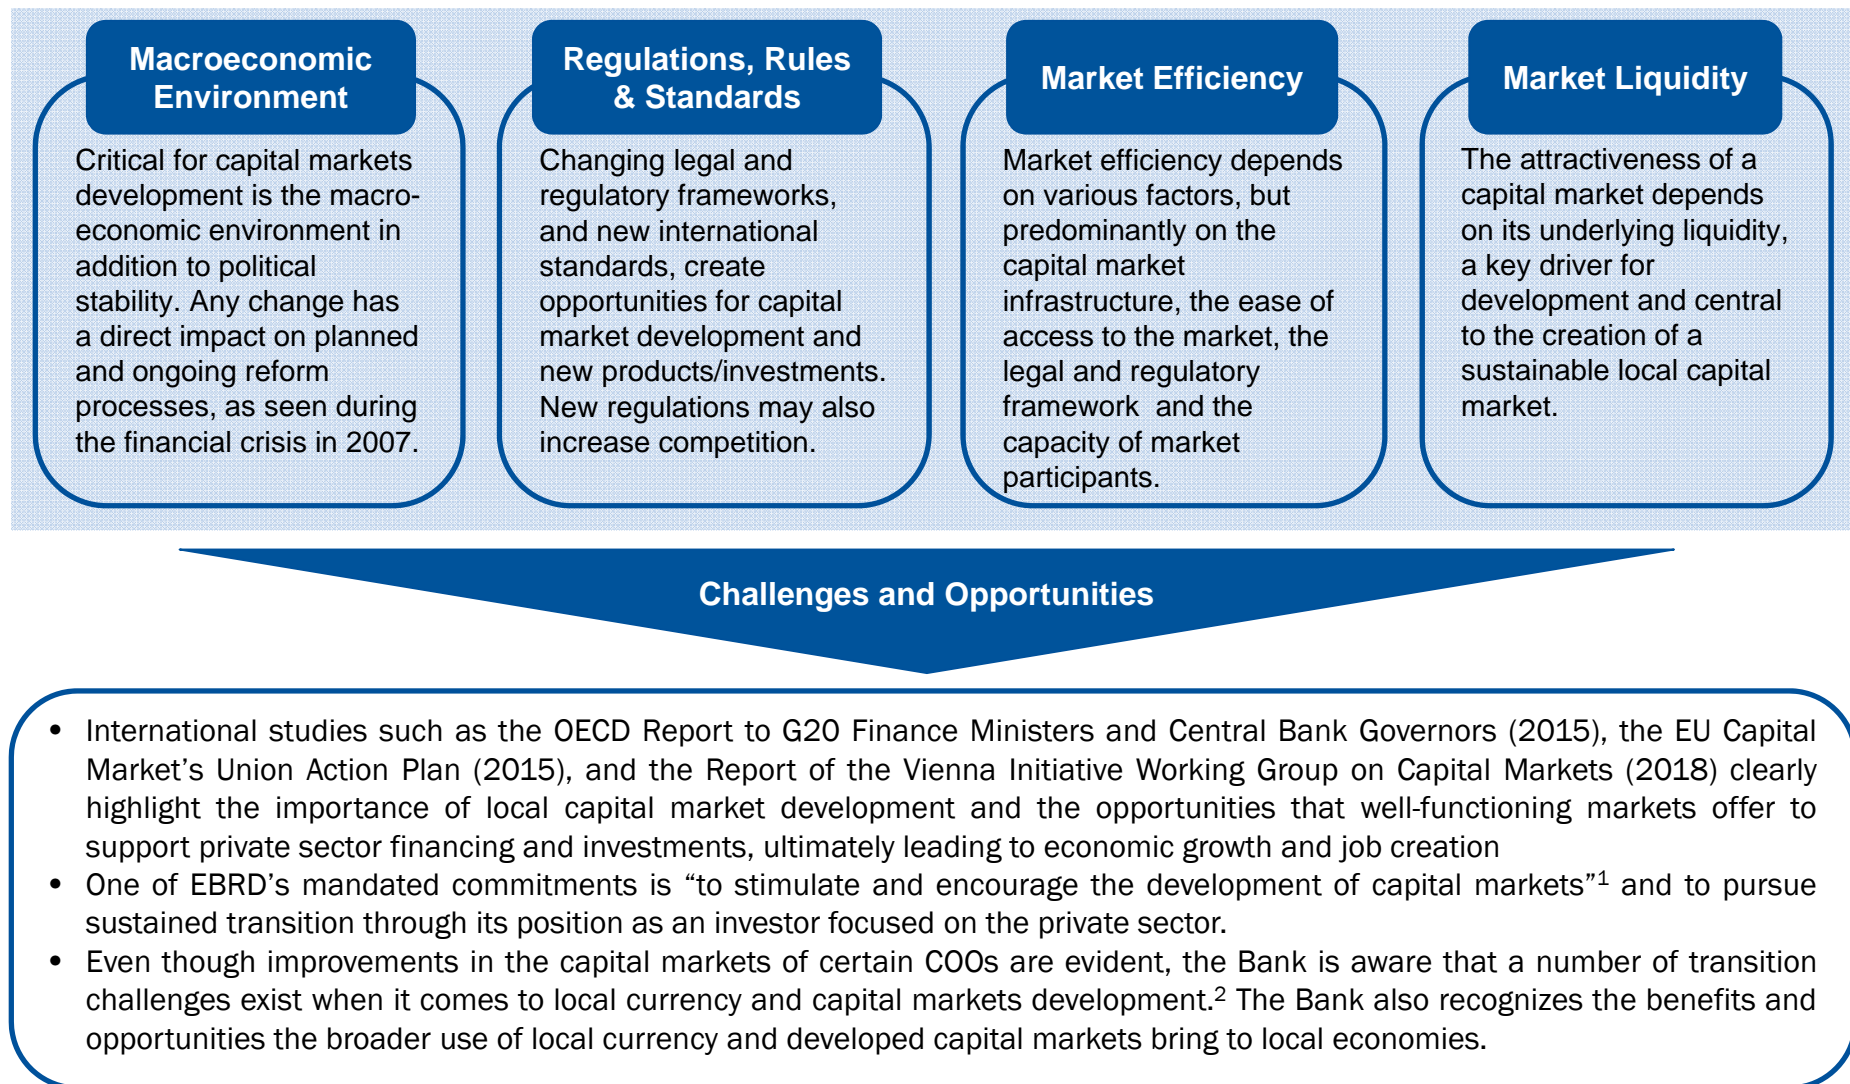 Macroeconomic
Environment
Critical for capital markets
development is the macro-
economic environment in
addition to political
stability. Any change has
a direct impact on planned
and ongoing reform
processes, as seen during
the financial crisis in 2007.
Regulations, Rules
& Standards
Changing legal and
regulatory frameworks,
and new international
standards, create
opportunities for capital
market development and
new products/investments.
New regulations may also
increase competition.
Market Efficiency
Market efficiency depends
on various factors, but
predominantly on the
capital market
infrastructure, the ease of
access to the market, the
legal and regulatory
framework  and the
capacity of market
participants.
Market Liquidity
The attractiveness of a
capital market depends
on its underlying liquidity,
a key driver for
development and central
to the creation of a
sustainable local capital
market.
Challenges and Opportunities
• International studies such as the OECD Report to G20 Finance Ministers and Central Bank Governors (2015), the EU Capital
Market’s Union Action Plan (2015), and the Report of the Vienna Initiative Working Group on Capital Markets (2018) clearly
highlight the importance of local capital market development and the opportunities that well-functioning markets offer to
support private sector financing and investments, ultimately leading to economic growth and job creation
• One of EBRD’s mandated commitments is “to stimulate and encourage the development of capital markets”¹ and to pursue
sustained transition through its position as an investor focused on the private sector.
• Even though improvements in the capital markets of certain COOs are evident, the Bank is aware that a number of transition
challenges exist when it comes to local currency and capital markets development.² The Bank also recognizes the benefits and
opportunities the broader use of local currency and developed capital markets bring to local economies.